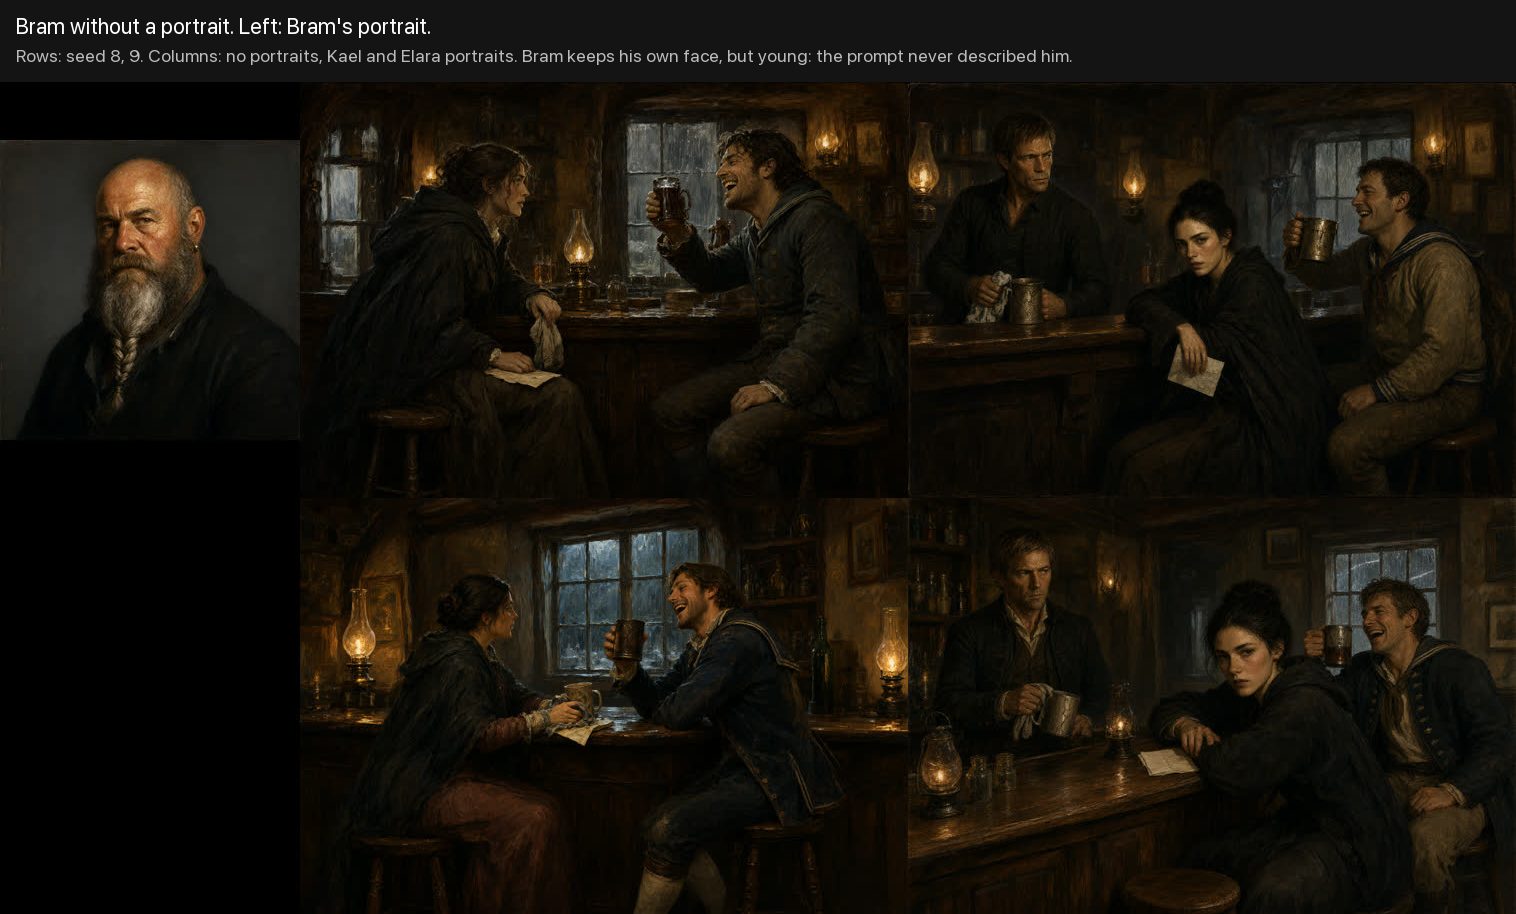 Bram without a portrait. Left: Bram's portrait.
Rows: seed 8, 9. Columns: no portraits, Kael and Elara portraits. Bram keeps his own face, but young: the prompt never described him.